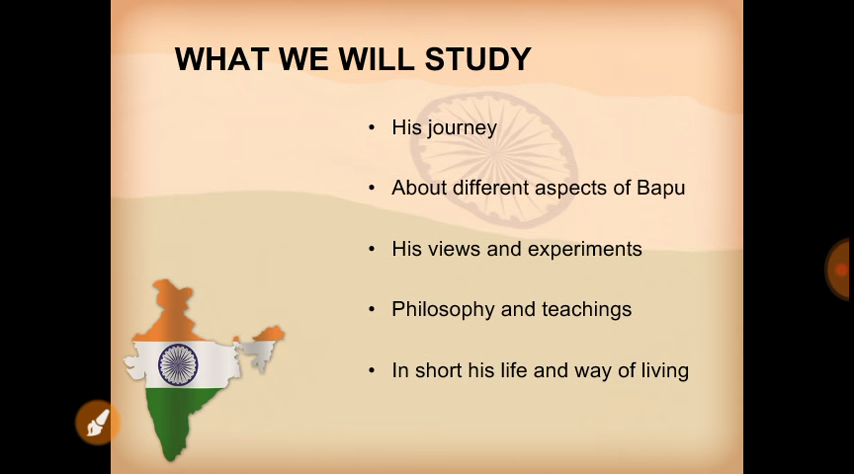 WHAT WE WILL STUDY
• His journey
• About different aspects of Bapu
• His views and experiments
• Philosophy and teachings
• In short his life and way of living